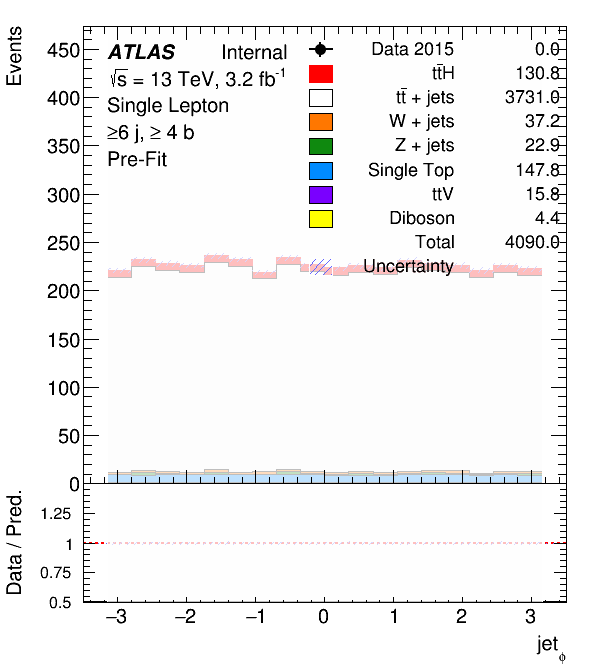 Events
450
400
350
300
250
200
150
100
50
0
ATLAS Internal
√s = 13 TeV, 3.2 fb⁻¹
Single Lepton
≥6 j, ≥ 4 b
Pre-Fit
Data 2015 0.0
tt̄H 130.8
tt̄ + jets 3731.0
W + jets 37.2
Z + jets 22.9
Single Top 147.8
ttV 15.8
Diboson 4.4
Total 4090.0
Uncertainty
Data / Pred.
1.25
1
0.75
0.5
−3 −2 −1 0 1 2 3
jet_ϕ